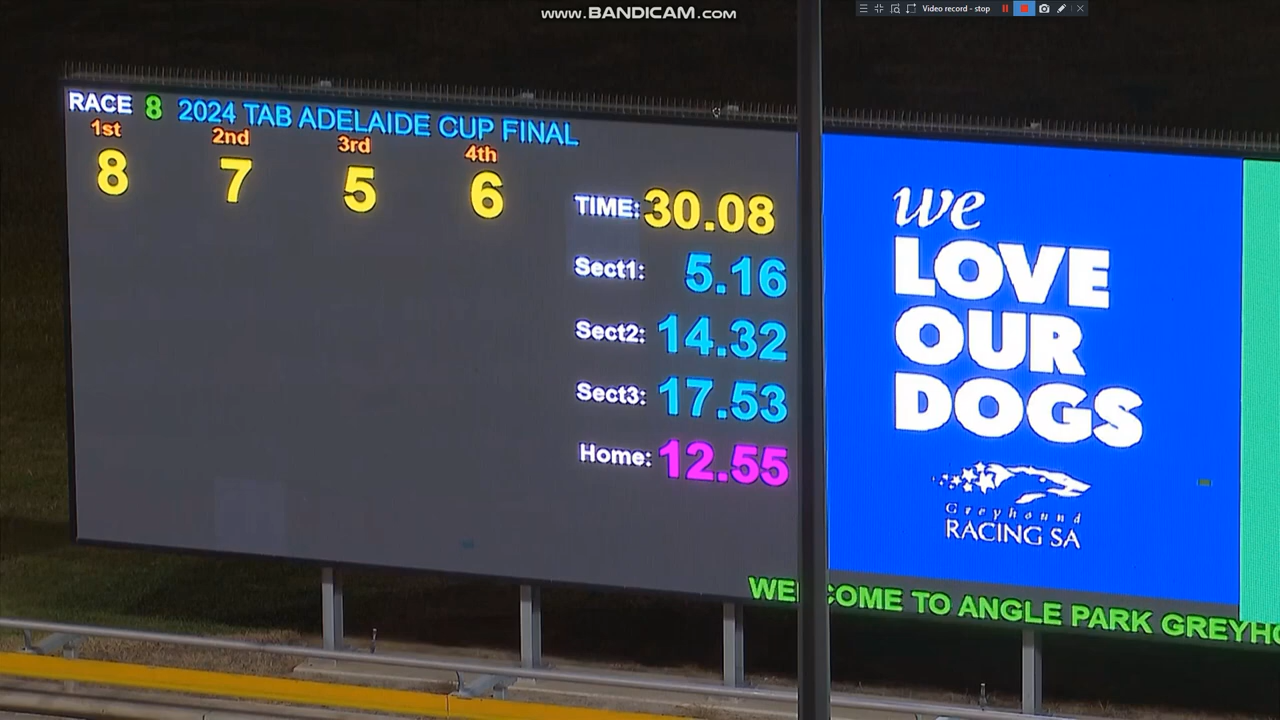 www.BANDICAM.com
Video record - stop
RACE 8 2024 TAB ADELAIDE CUP FINAL
1st 2nd 3rd 4th
8 7 5 6
TIME: 30.08
Sect1: 5.16
Sect2: 14.32
Sect3: 17.53
Home: 12.55
we
LOVE
OUR
DOGS
Greyhound
RACING SA
WELCOME TO ANGLE PARK GREYHO